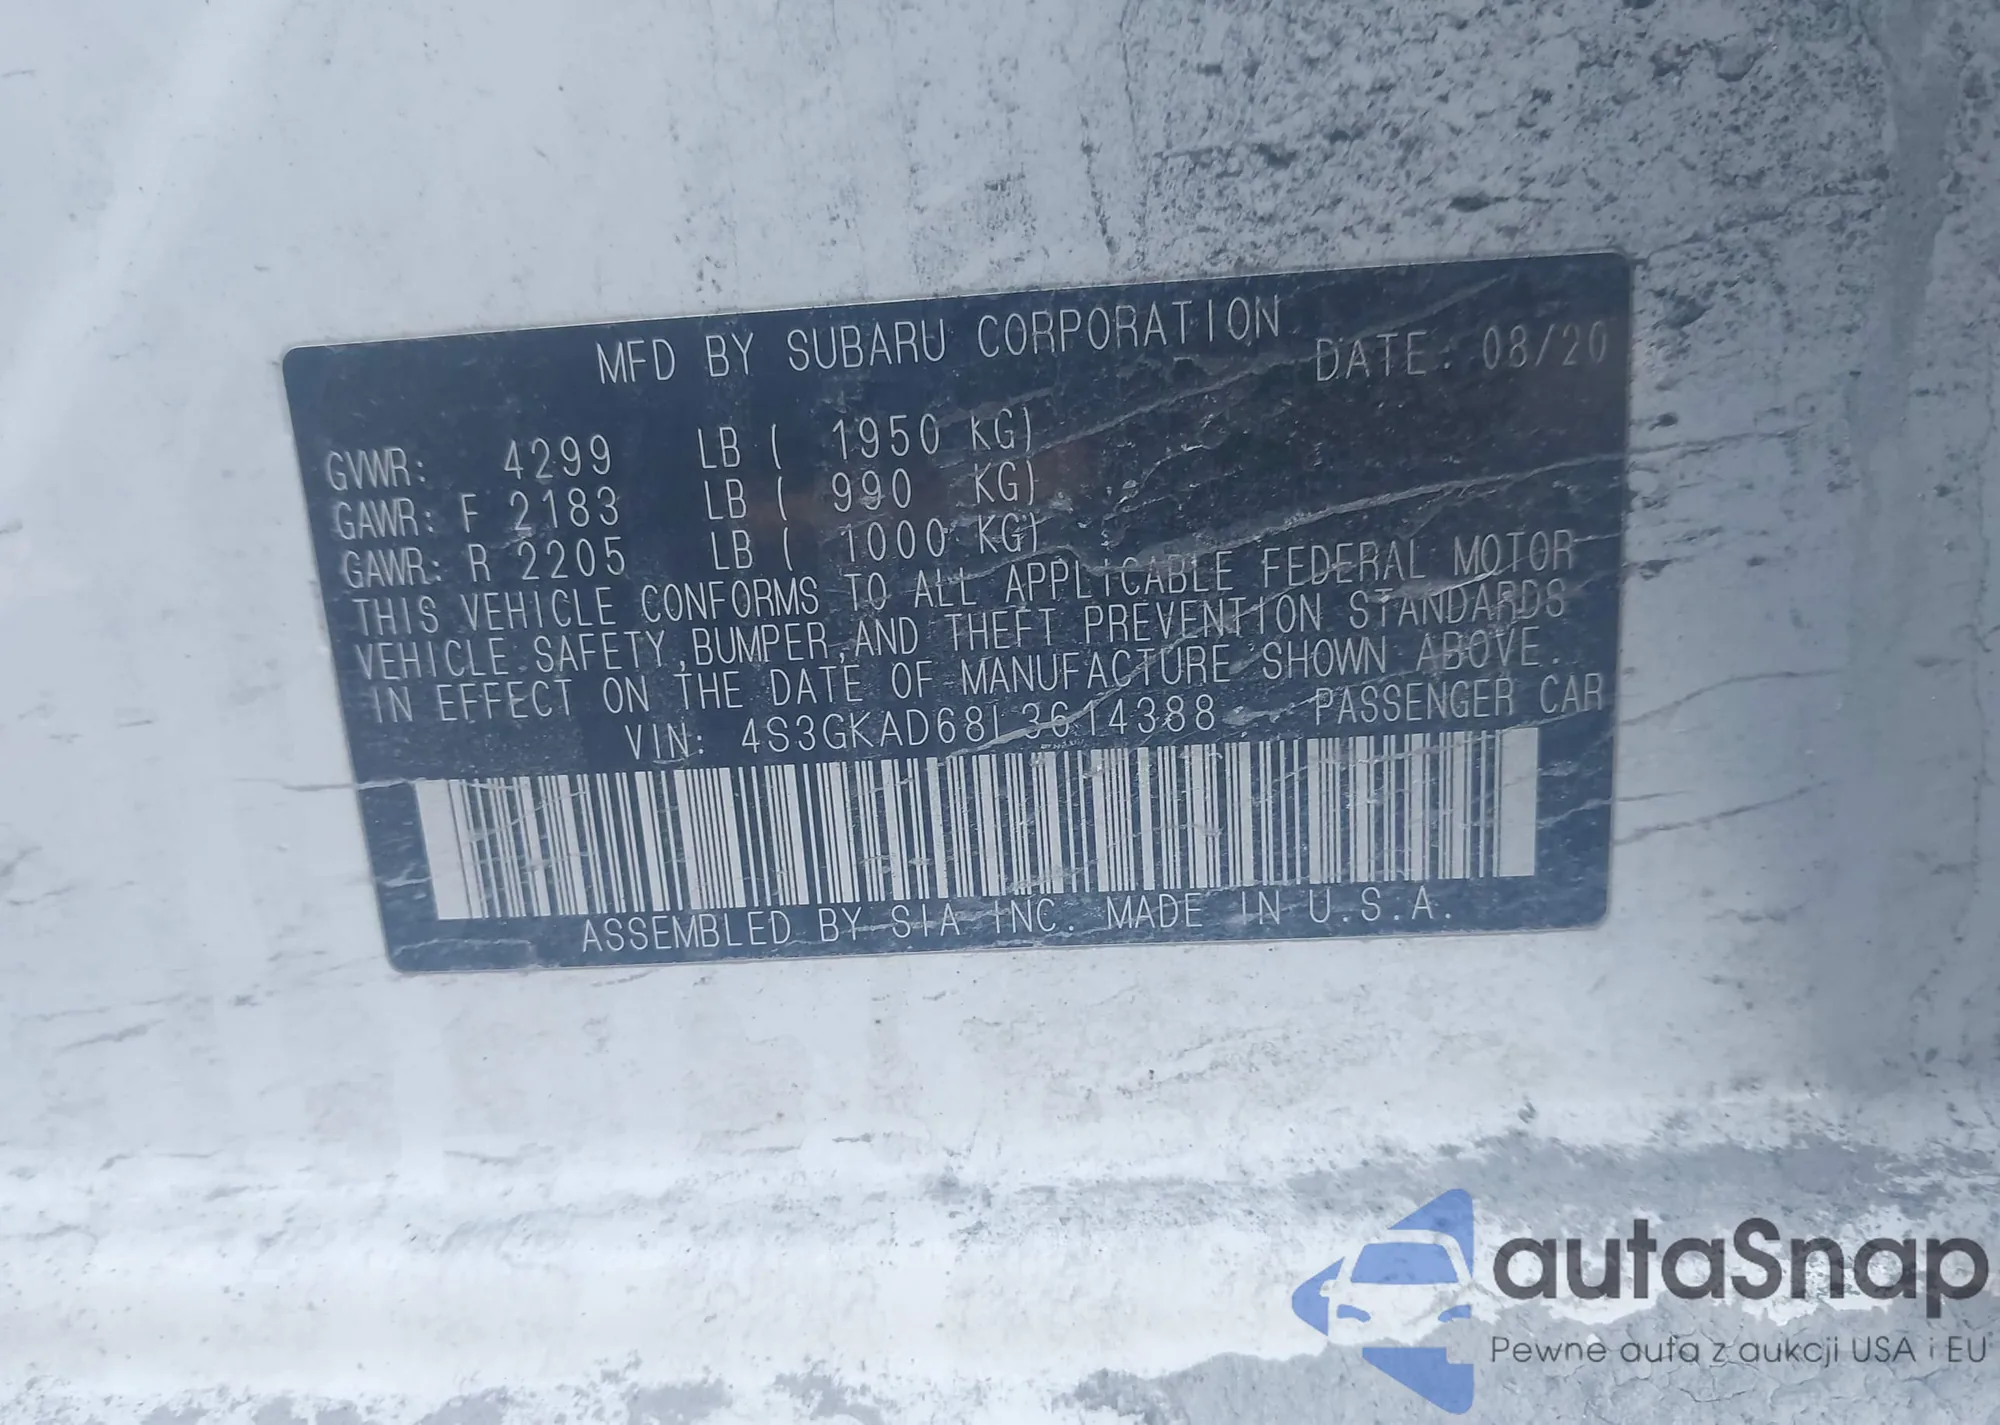 MFD BY SUBARU CORPORATION DATE: 08/20
GVWR: 4299 LB ( 1950 KG)
GAWR: F 2183 LB ( 990 KG)
GAWR: R 2205 LB ( 1000 KG)
THIS VEHICLE CONFORMS TO ALL APPLICABLE FEDERAL MOTOR
VEHICLE SAFETY,BUMPER,AND THEFT PREVENTION STANDARDS
IN EFFECT ON THE DATE OF MANUFACTURE SHOWN ABOVE.
VIN: 4S3GKAD68L3614388 PASSENGER CAR
ASSEMBLED BY SIA INC. MADE IN U.S.A.
autaSnap
Pewne auta z aukcji USA i EU